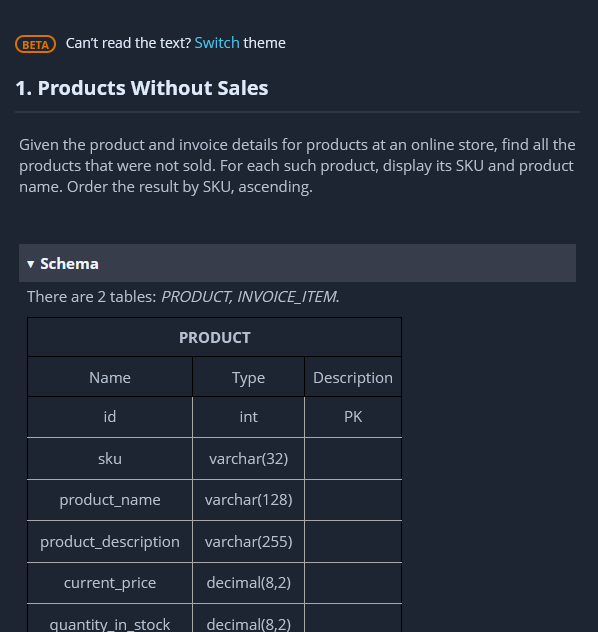 BETA Can't read the text? Switch theme
1. Products Without Sales
Given the product and invoice details for products at an online store, find all the
products that were not sold. For each such product, display its SKU and product
name. Order the result by SKU, ascending.
▾ Schema
There are 2 tables: PRODUCT, INVOICE_ITEM.
PRODUCT
Name Type Description
id int PK
sku varchar(32)
product_name varchar(128)
product_description varchar(255)
current_price decimal(8,2)
quantity_in_stock decimal(8,2)